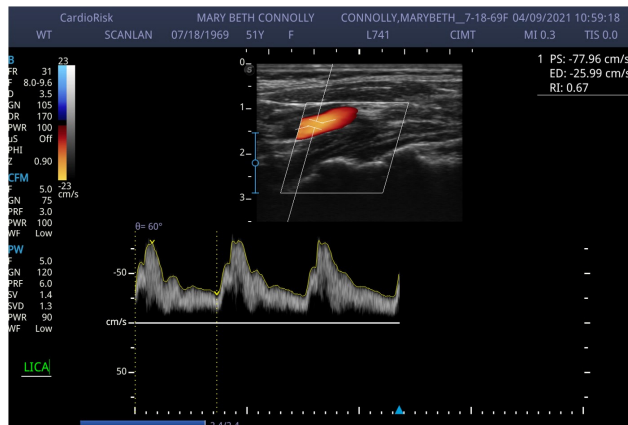 CardioRisk MARY BETH CONNOLLY CONNOLLY,MARYBETH__7-18-69F 04/09/2021 10:59:18
WT SCANLAN 07/18/1969 51Y F L741 CIMT MI 0.3 TIS 0.0
B
FR 31
F 8.0-9.6
D 3.5
GN 105
DR 170
PWR 100
µS Off
PHI
Z 0.90
23
-23
cm/s
CFM
F 5.0
GN 75
PRF 3.0
PWR 100
WF Low
PW
F 5.0
GN 120
PRF 6.0
SV 1.4
SVD 1.3
PWR 90
WF Low
LICA
0
1
2
3
1 PS: -77.96 cm/s
ED: -25.99 cm/s
RI: 0.67
θ= 60°
-50
cm/s
50